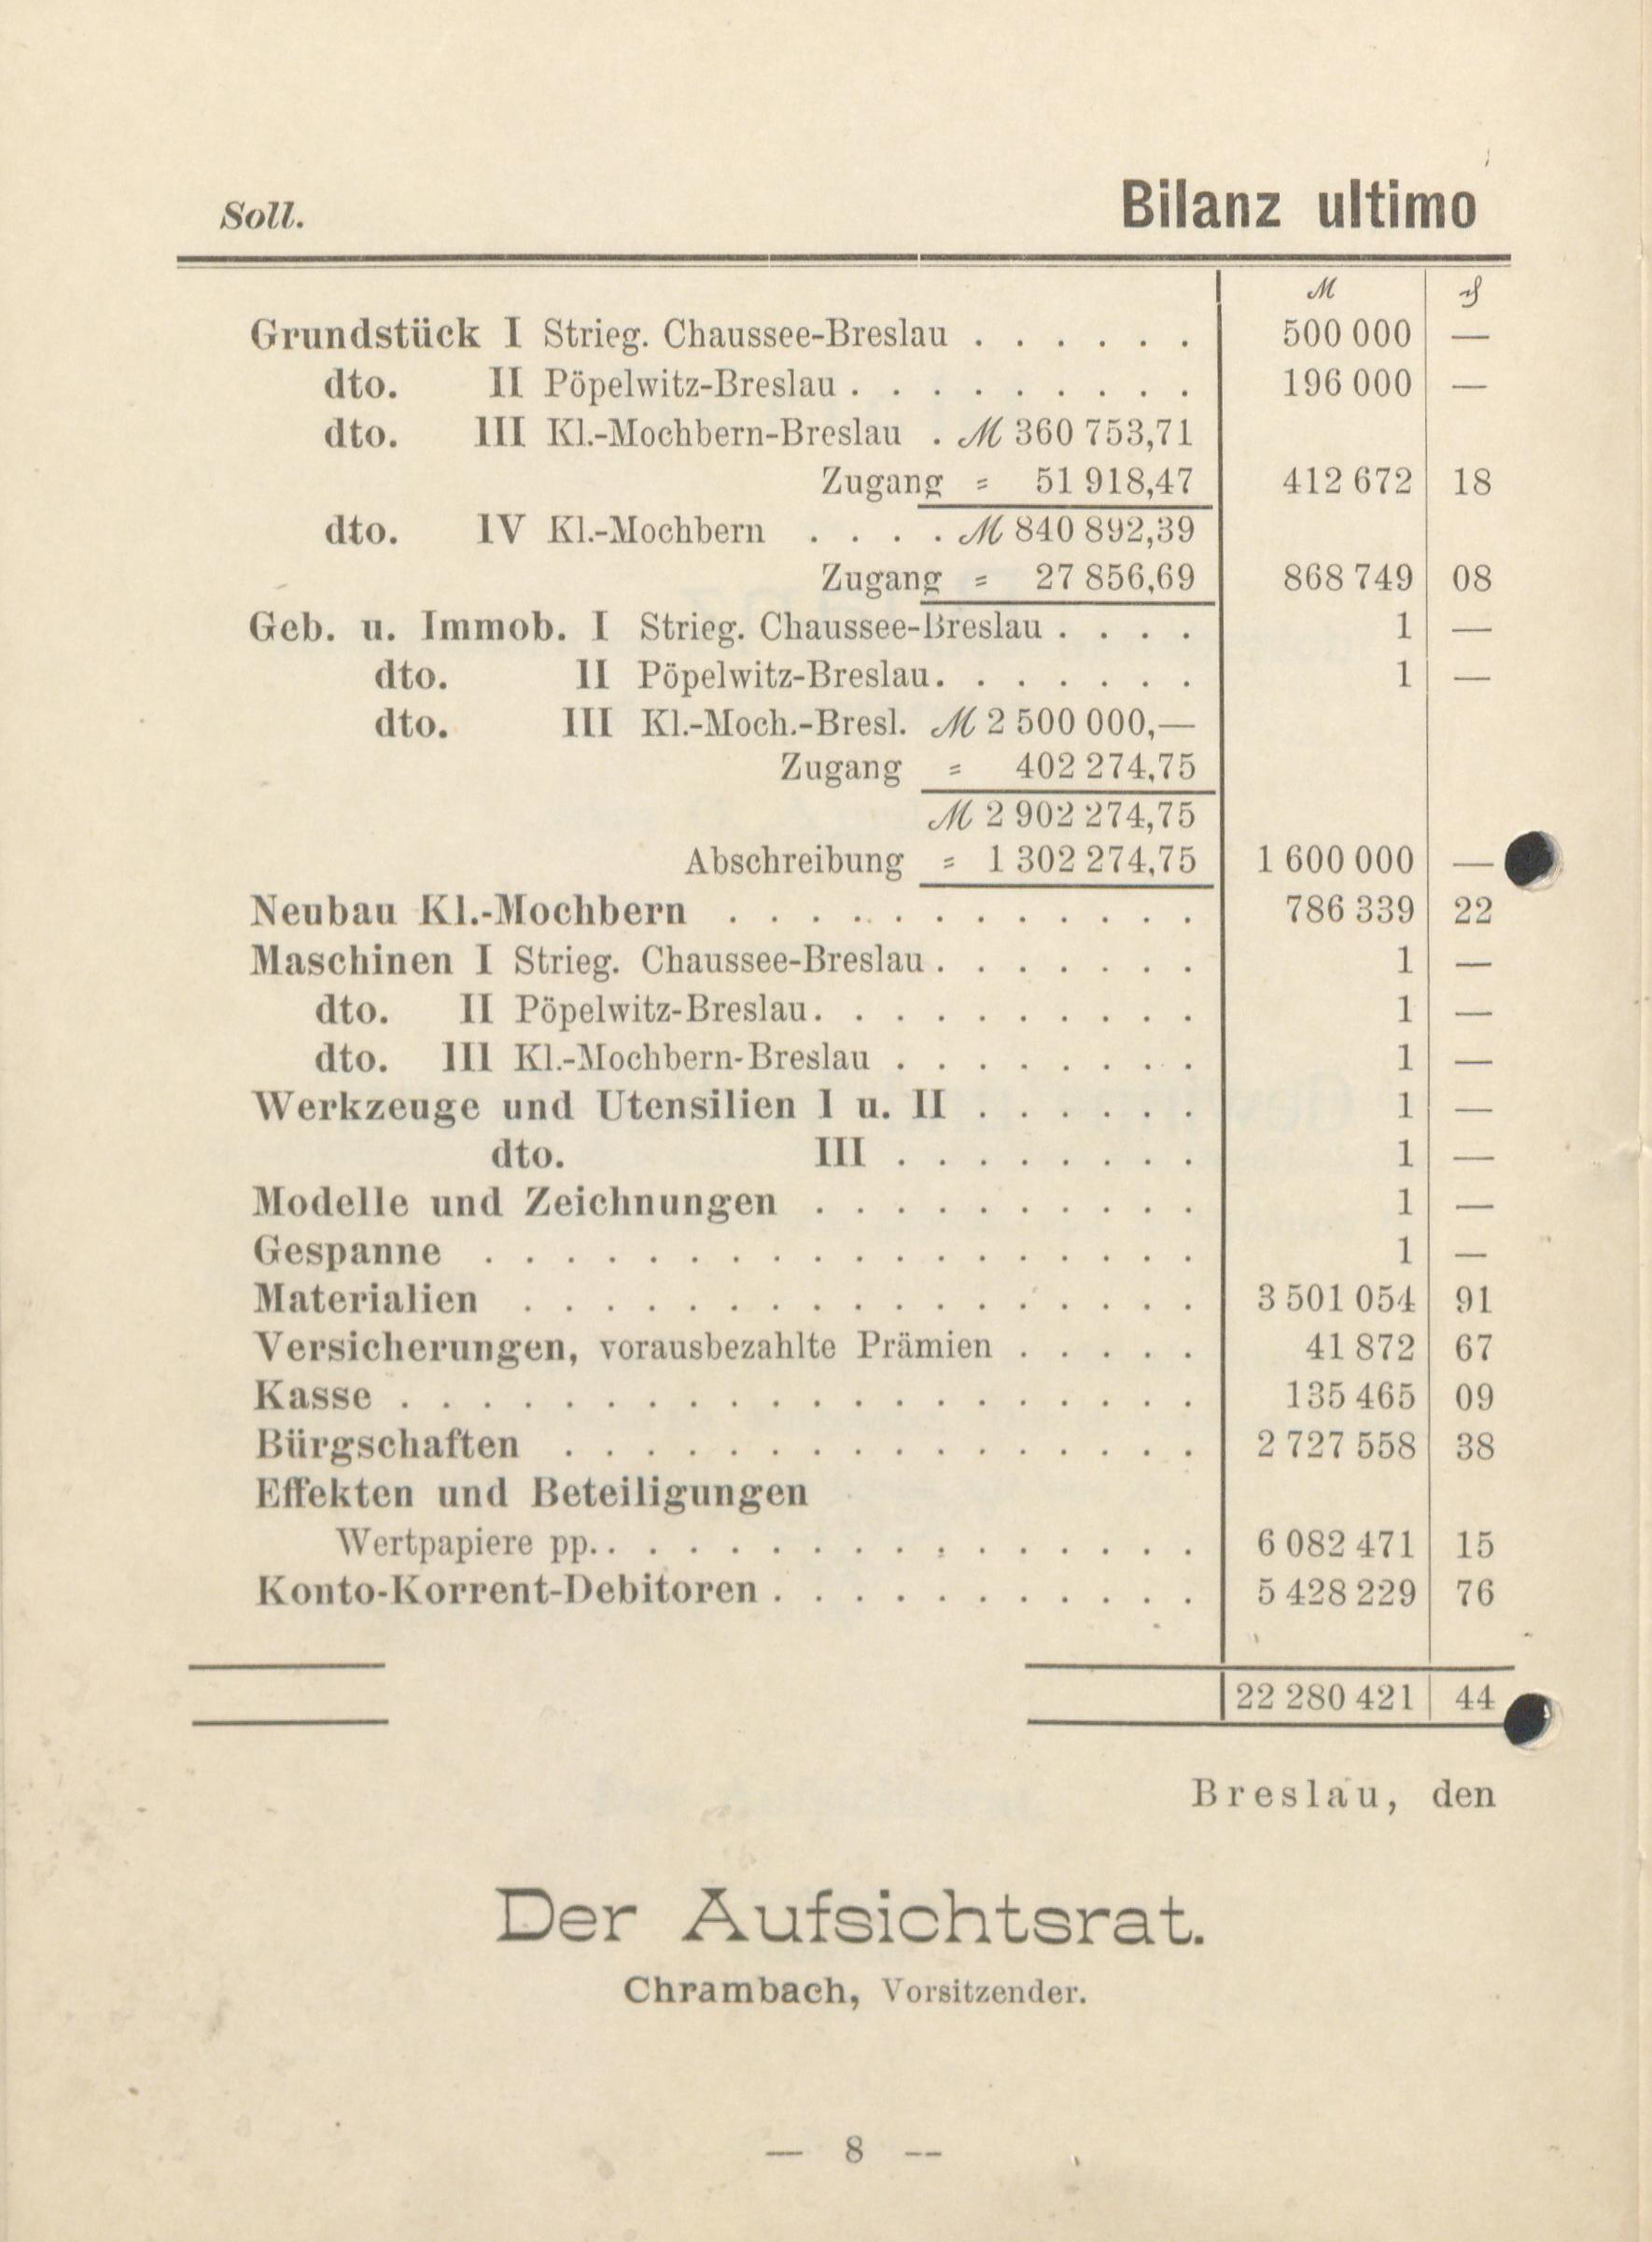 Soll. Bilanz ultimo
ℳ ₰
Grundstück I Strieg. Chaussee-Breslau . . . . . . 500 000 —
dto. II Pöpelwitz-Breslau . . . . . . . . . 196 000 —
dto. III Kl.-Mochbern-Breslau . ℳ 360 753,71
Zugang = 51 918,47 412 672 18
dto. IV Kl.-Mochbern . . . . ℳ 840 892,39
Zugang = 27 856,69 868 749 08
Geb. u. Immob. I Strieg. Chaussee-Breslau . . . . 1 —
dto. II Pöpelwitz-Breslau . . . . . . . 1 —
dto. III Kl.-Moch.-Bresl. ℳ 2 500 000,—
Zugang = 402 274,75
ℳ 2 902 274,75
Abschreibung = 1 302 274,75 1 600 000 —
Neubau Kl.-Mochbern . . . . . . . . . . . . 786 339 22
Maschinen I Strieg. Chaussee-Breslau . . . . . . . 1 —
dto. II Pöpelwitz-Breslau . . . . . . . . . . 1 —
dto. III Kl.-Mochbern-Breslau . . . . . . . . 1 —
Werkzeuge und Utensilien I u. II . . . . . . 1 —
dto. III . . . . . . . . 1 —
Modelle und Zeichnungen . . . . . . . . . . 1 —
Gespanne . . . . . . . . . . . . . . . . . . 1 —
Materialien . . . . . . . . . . . . . . . . . 3 501 054 91
Versicherungen, vorausbezahlte Prämien . . . . . 41 872 67
Kasse . . . . . . . . . . . . . . . . . . . . 135 465 09
Bürgschaften . . . . . . . . . . . . . . . . 2 727 558 38
Effekten und Beteiligungen
Wertpapiere pp. . . . . . . . . . . . . . . . . 6 082 471 15
Konto-Korrent-Debitoren . . . . . . . . . . . 5 428 229 76
22 280 421 44
Breslau, den
Der Aufsichtsrat.
Chrambach, Vorsitzender.
— 8 —